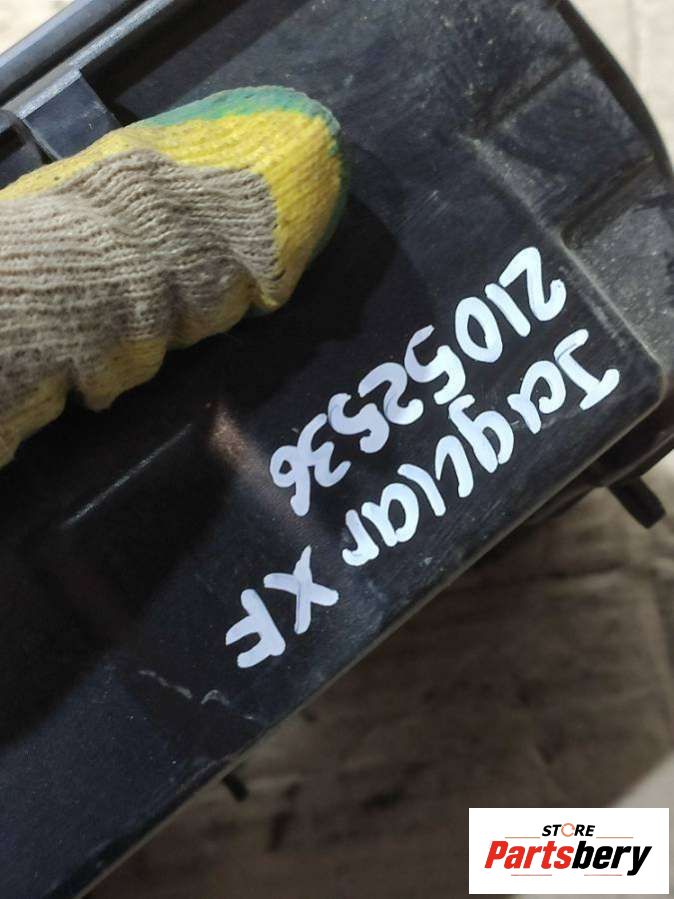 Jaguar XF
21052536
STORE
Partsbery